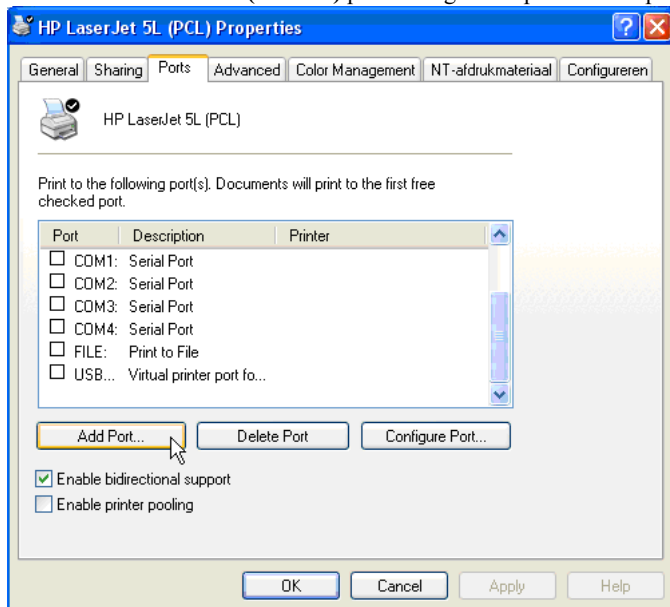 HP LaserJet 5L (PCL) Properties
General Sharing Ports Advanced Color Management NT-afdrukmateriaal Configureren
HP LaserJet 5L (PCL)
Print to the following port(s). Documents will print to the first free
checked port.
Port Description Printer
COM1: Serial Port
COM2: Serial Port
COM3: Serial Port
COM4: Serial Port
FILE: Print to File
USB... Virtual printer port fo...
Add Port... Delete Port Configure Port...
Enable bidirectional support
Enable printer pooling
OK Cancel Apply Help